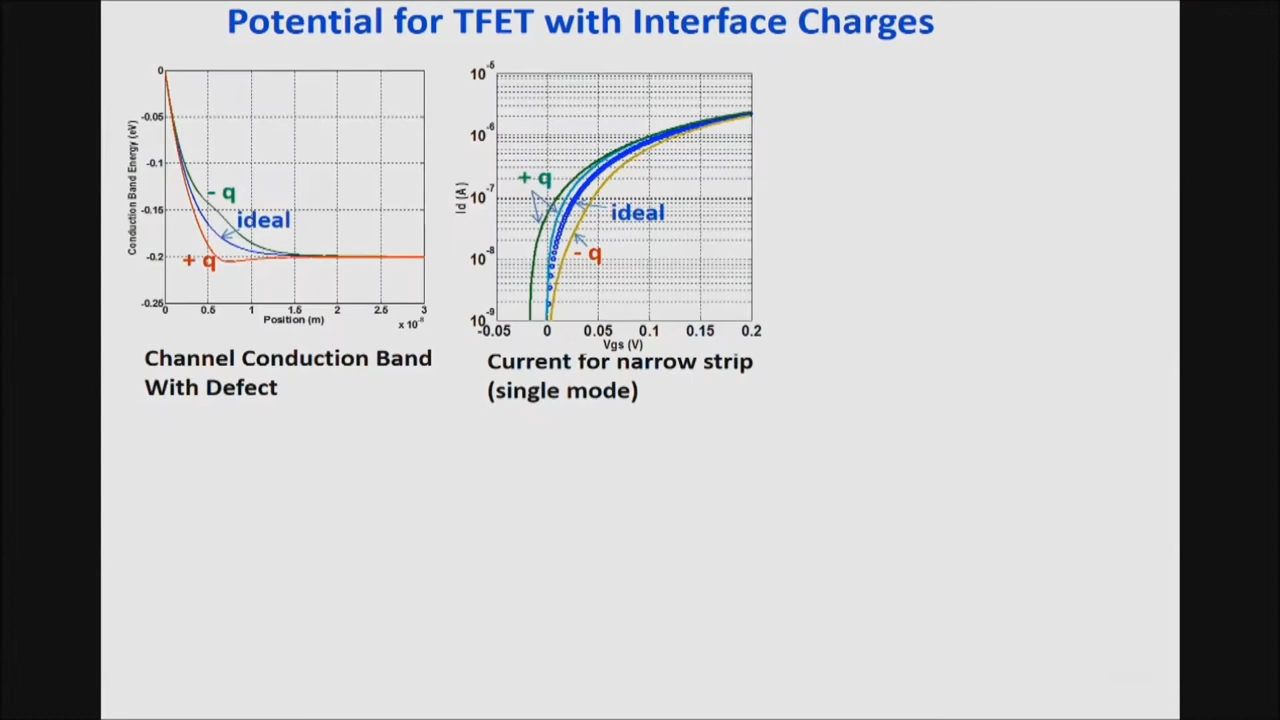 Potential for TFET with Interface Charges
0
-0.05
-0.1
-0.15
-0.2
-0.25
Conduction Band Energy (eV)
- q
ideal
+ q
0 0.5 1 1.5 2 2.5 3
Position (m)
x 10-8
Channel Conduction Band
With Defect
10-5
10-6
10-7
10-8
10-9
Id (A)
+ q
ideal
- q
-0.05 0 0.05 0.1 0.15 0.2
Vgs (V)
Current for narrow strip
(single mode)